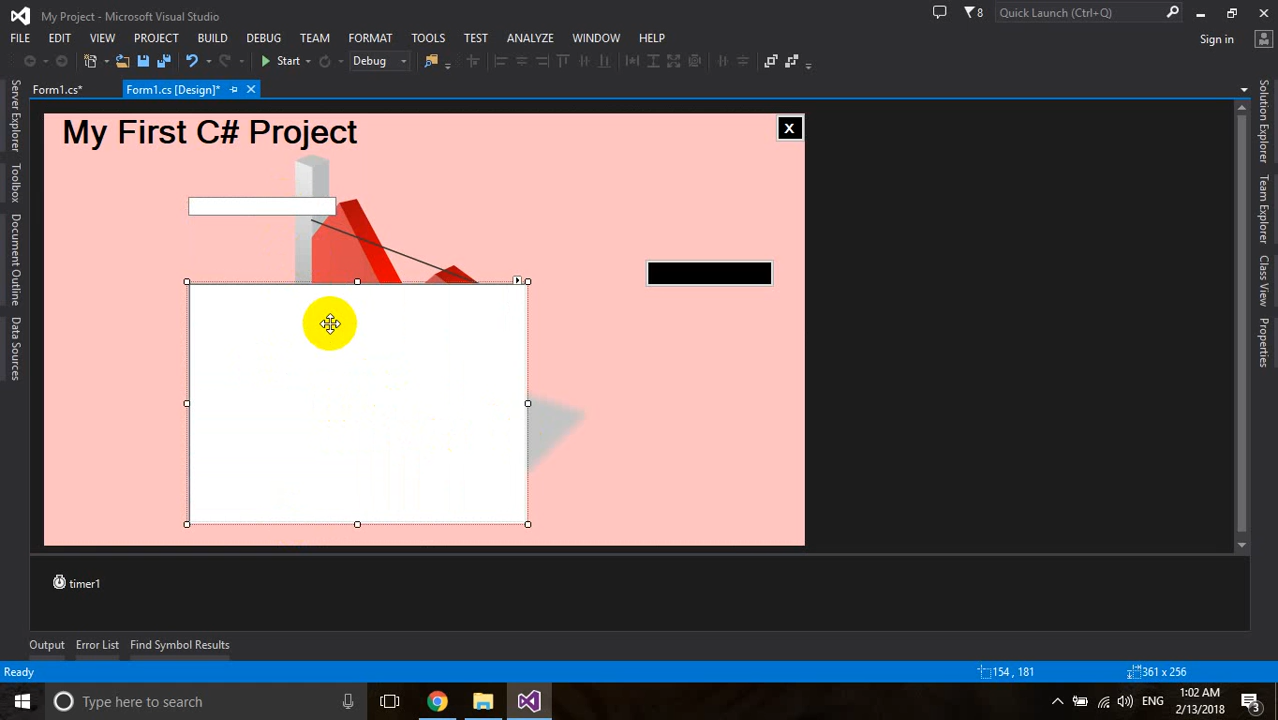 My Project - Microsoft Visual Studio
8
Quick Launch (Ctrl+Q)
FILE EDIT VIEW PROJECT BUILD DEBUG TEAM FORMAT TOOLS TEST ANALYZE WINDOW HELP
Sign in
Start Debug
Form1.cs* Form1.cs [Design]*
Server Explorer
Toolbox
Document Outline
Data Sources
My First C# Project
X
Solution Explorer
Team Explorer
Class View
Properties
timer1
Output Error List Find Symbol Results
Ready 154 , 181 361 x 256
Type here to search
ENG
1:02 AM
2/13/2018
3